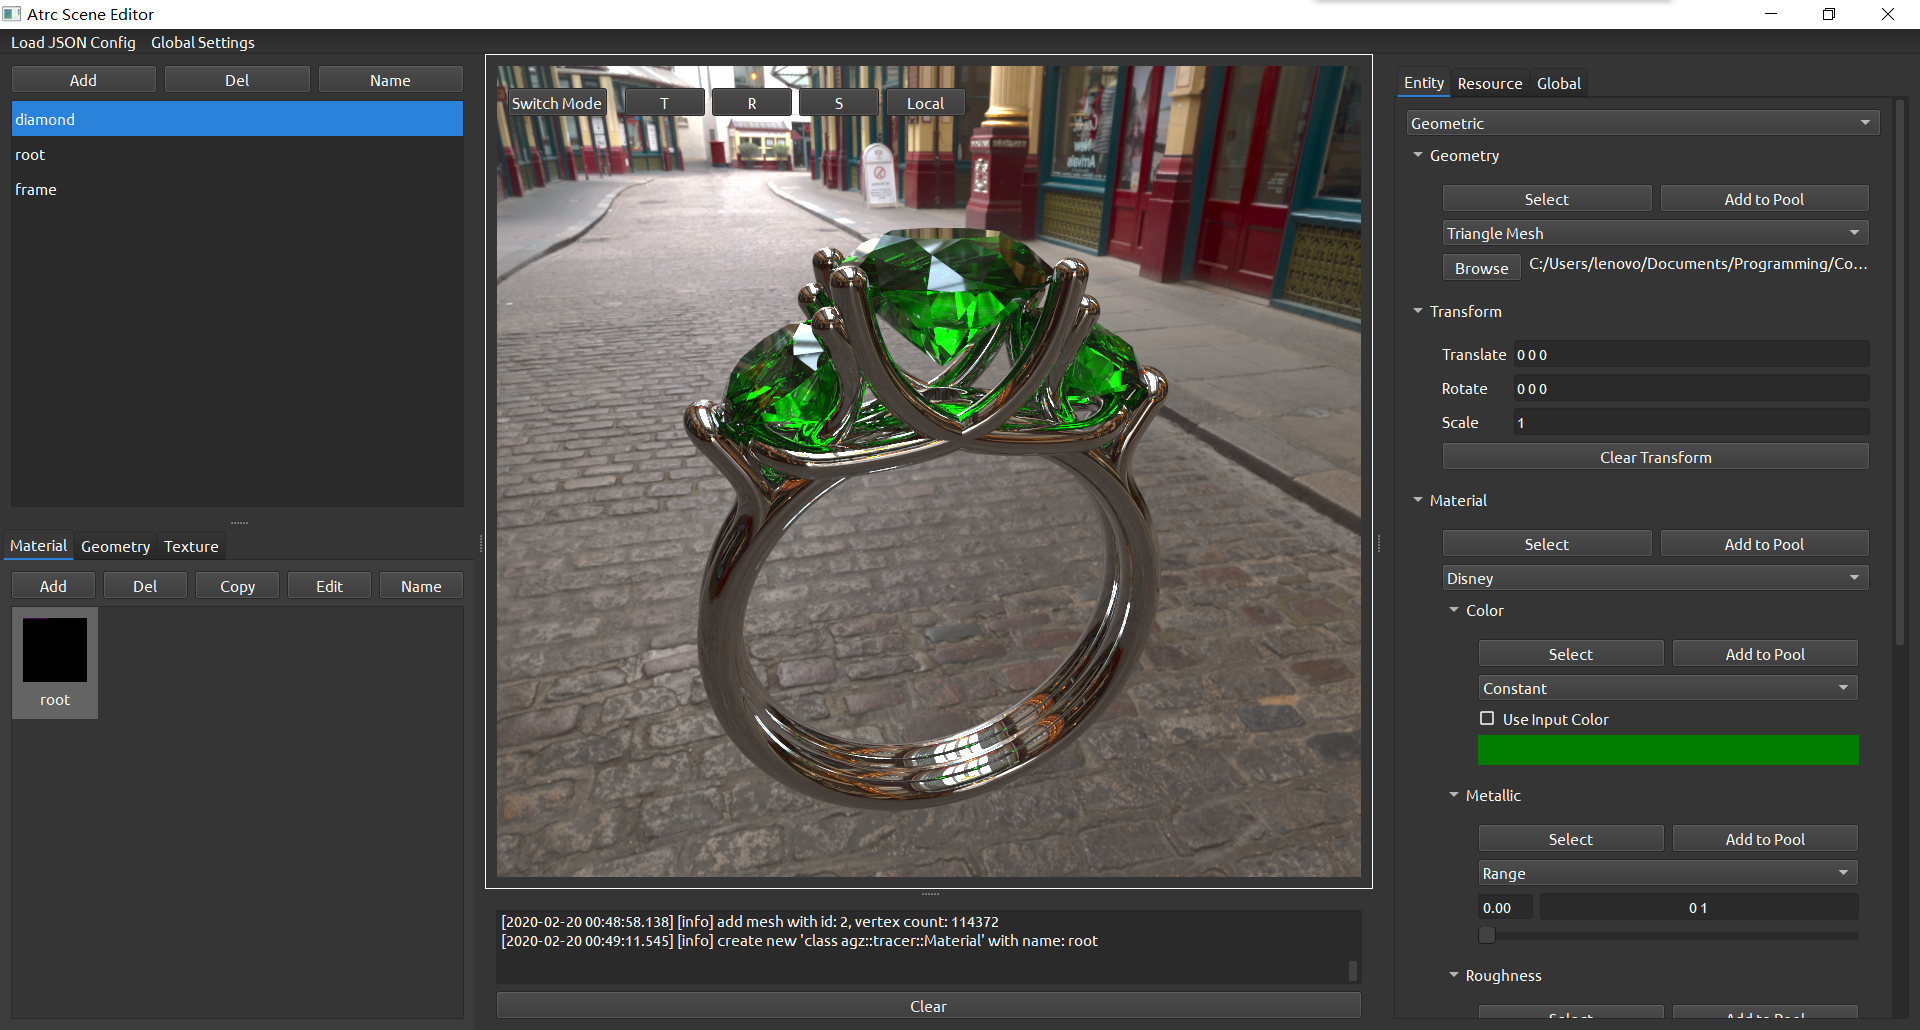 Atrc Scene Editor
Load JSON Config Global Settings
Add Del Name
diamond
root
frame
Material Geometry Texture
Add Del Copy Edit Name
root
Switch Mode T R S Local
New
Arrivals
[2020-02-20 00:48:58.138] [info] add mesh with id: 2, vertex count: 114372
[2020-02-20 00:49:11.545] [info] create new 'class agz::tracer::Material' with name: root
Clear
Entity Resource Global
Geometric
Geometry
Select Add to Pool
Triangle Mesh
Browse C:/Users/lenovo/Documents/Programming/Co...
Transform
Translate 0 0 0
Rotate 0 0 0
Scale 1
Clear Transform
Material
Select Add to Pool
Disney
Color
Select Add to Pool
Constant
Use Input Color
Metallic
Select Add to Pool
Range
0.00 0 1
Roughness
Select Add to Pool